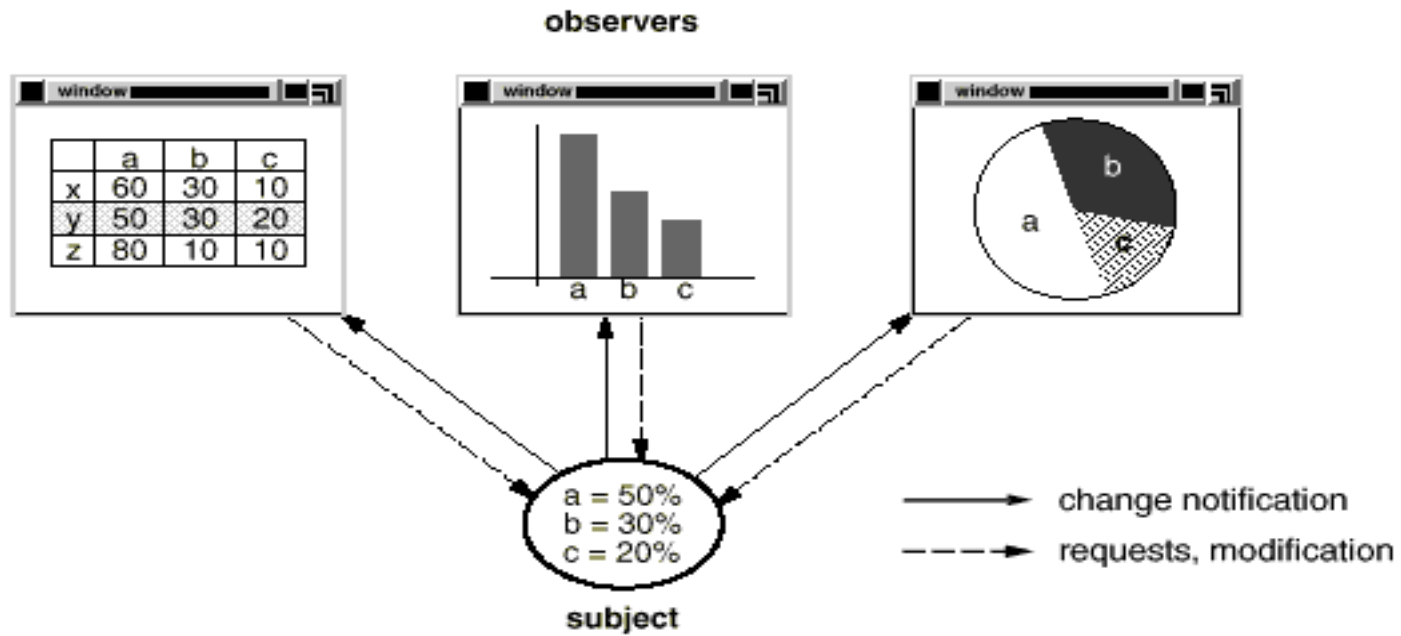 observers
window
a b c
x 60 30 10
y 50 30 20
z 80 10 10
window
a b c
window
a
b
c
a = 50%
b = 30%
c = 20%
subject
change notification
requests, modification